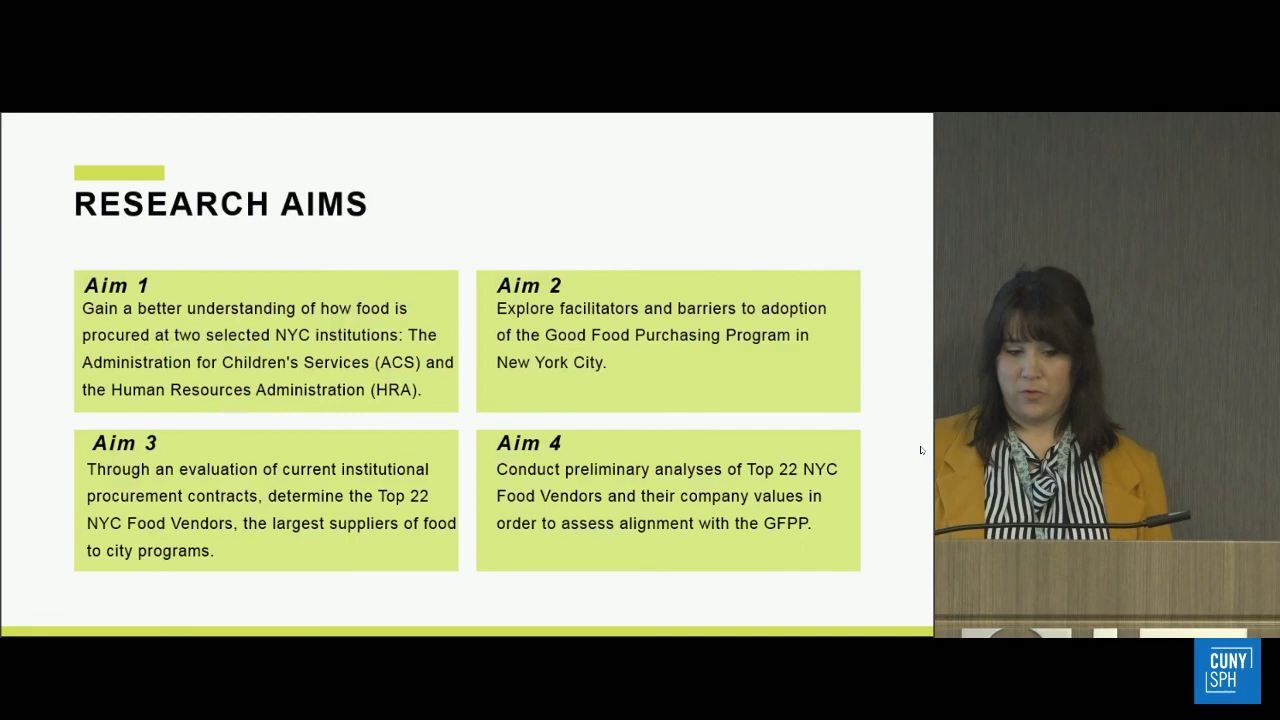 RESEARCH AIMS
Aim 1
Gain a better understanding of how food is
procured at two selected NYC institutions: The
Administration for Children's Services (ACS) and
the Human Resources Administration (HRA).
Aim 2
Explore facilitators and barriers to adoption
of the Good Food Purchasing Program in
New York City.
Aim 3
Through an evaluation of current institutional
procurement contracts, determine the Top 22
NYC Food Vendors, the largest suppliers of food
to city programs.
Aim 4
Conduct preliminary analyses of Top 22 NYC
Food Vendors and their company values in
order to assess alignment with the GFPP.
CUNY
SPH